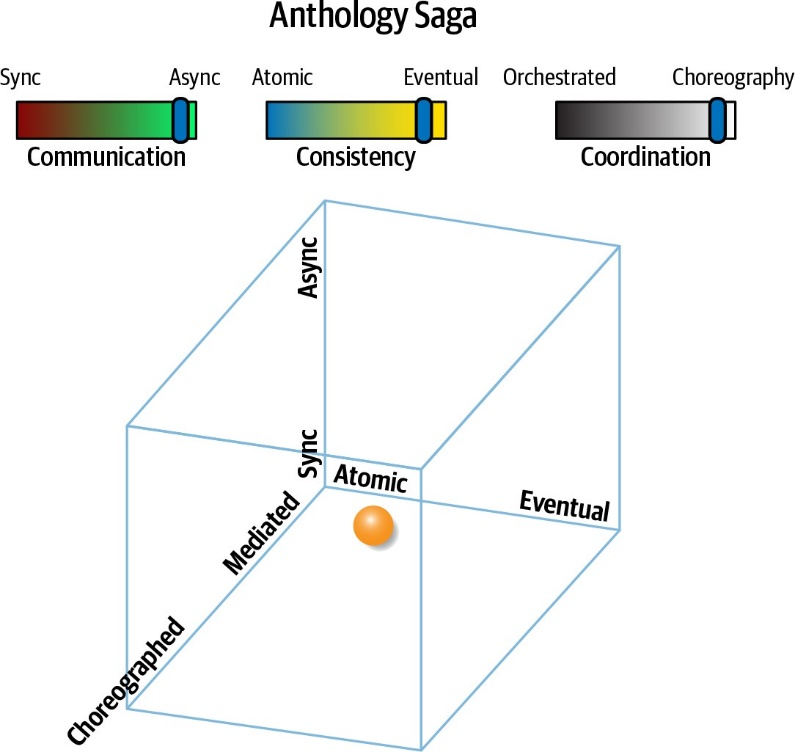 Anthology Saga
Sync Async
Communication
Atomic Eventual
Consistency
Orchestrated Choreography
Coordination
Async
Sync
Atomic
Eventual
Mediated
Choreographed